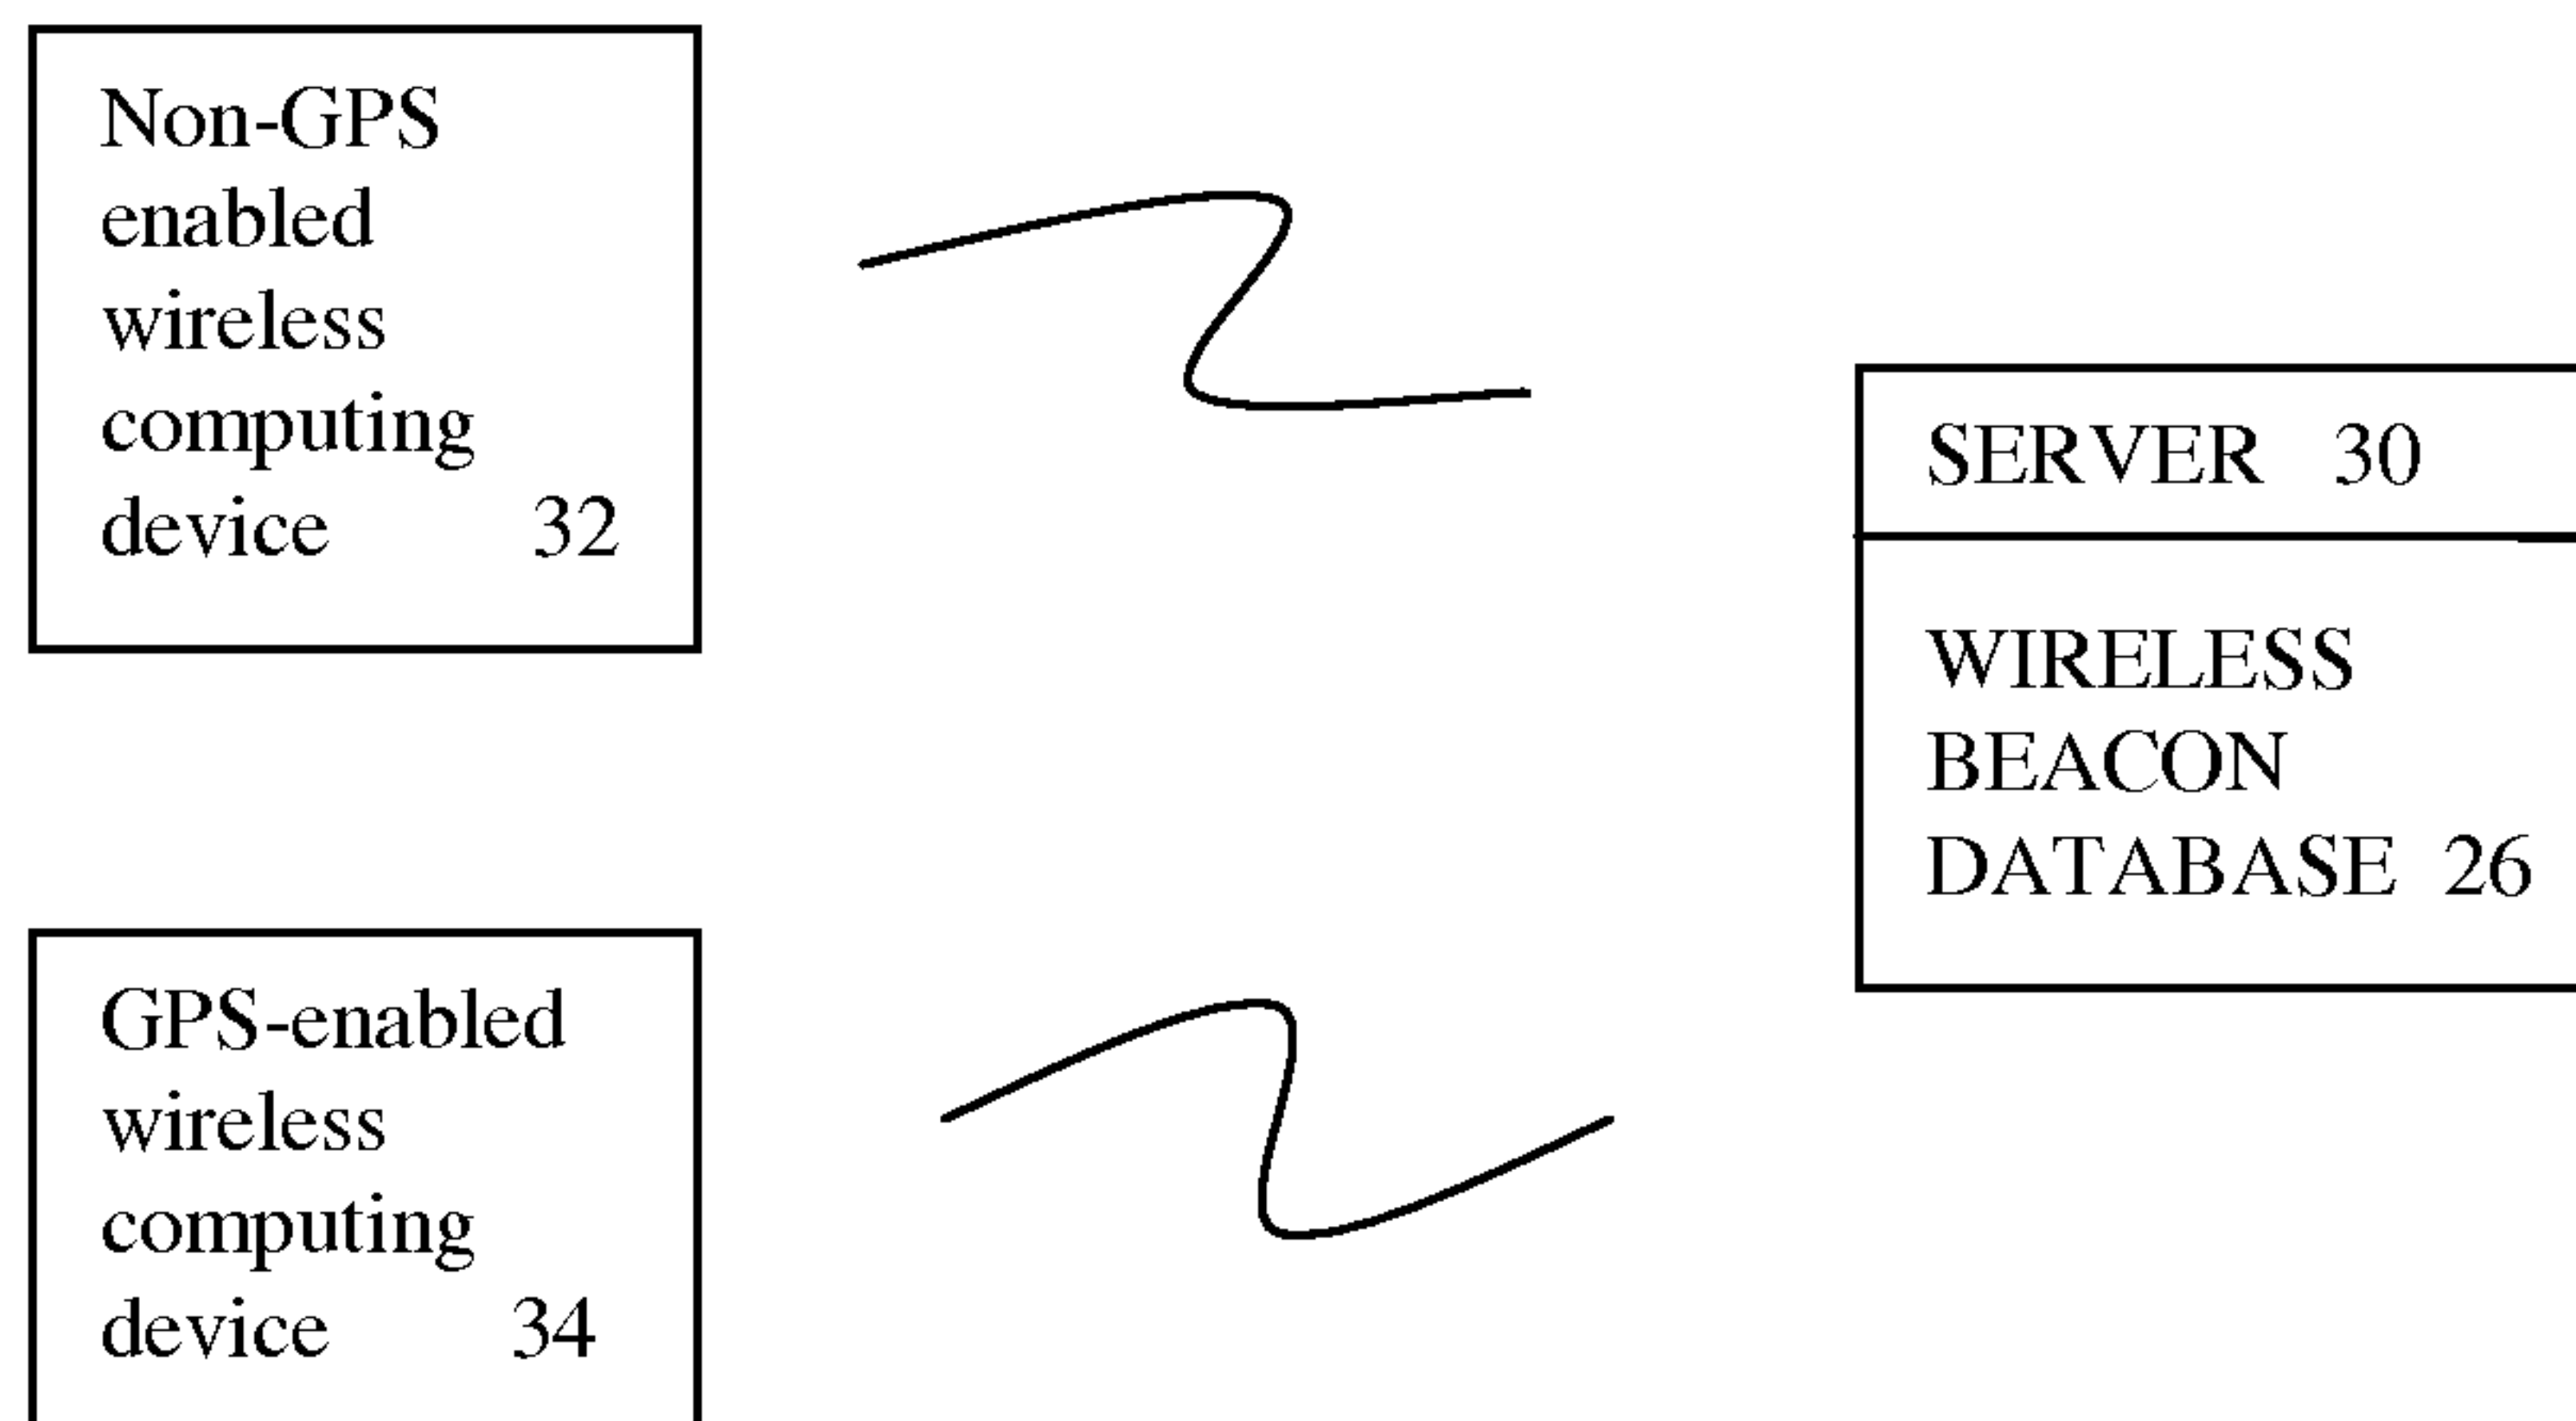 Non-GPS
enabled
wireless
computing
device 32
SERVER 30
WIRELESS
BEACON
DATABASE 26
GPS-enabled
wireless
computing
device 34